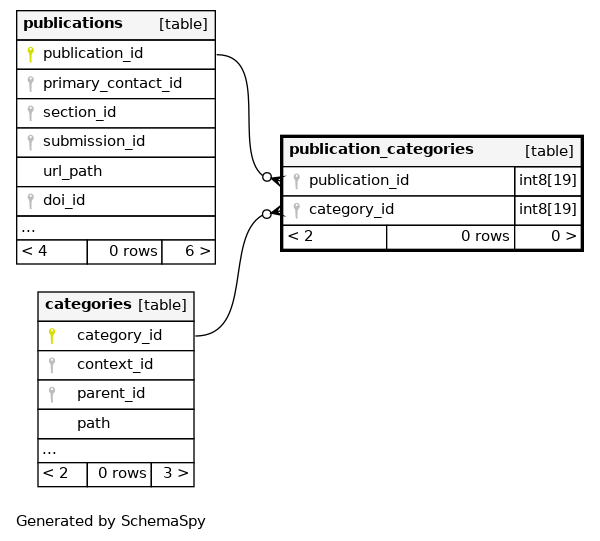 publications [table]
publication_id
primary_contact_id
section_id
submission_id
url_path
doi_id
...
< 4 0 rows 6 >
publication_categories [table]
publication_id int8[19]
category_id int8[19]
< 2 0 rows 0 >
categories [table]
category_id
context_id
parent_id
path
...
< 2 0 rows 3 >
Generated by SchemaSpy